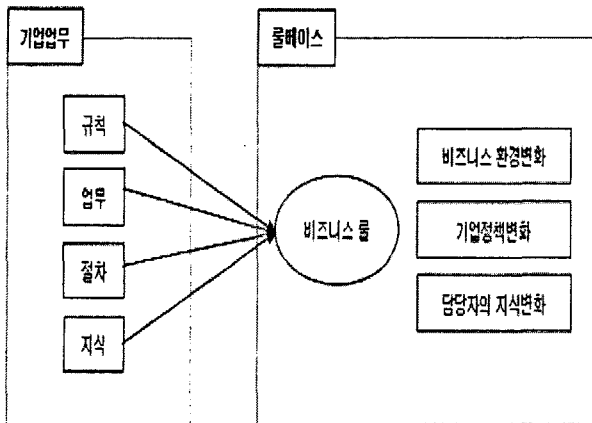 기업업무
룰베이스
규칙
업무
절차
지식
비즈니스 룰
비즈니스 환경변화
기업정책변화
담당자의 지식변화